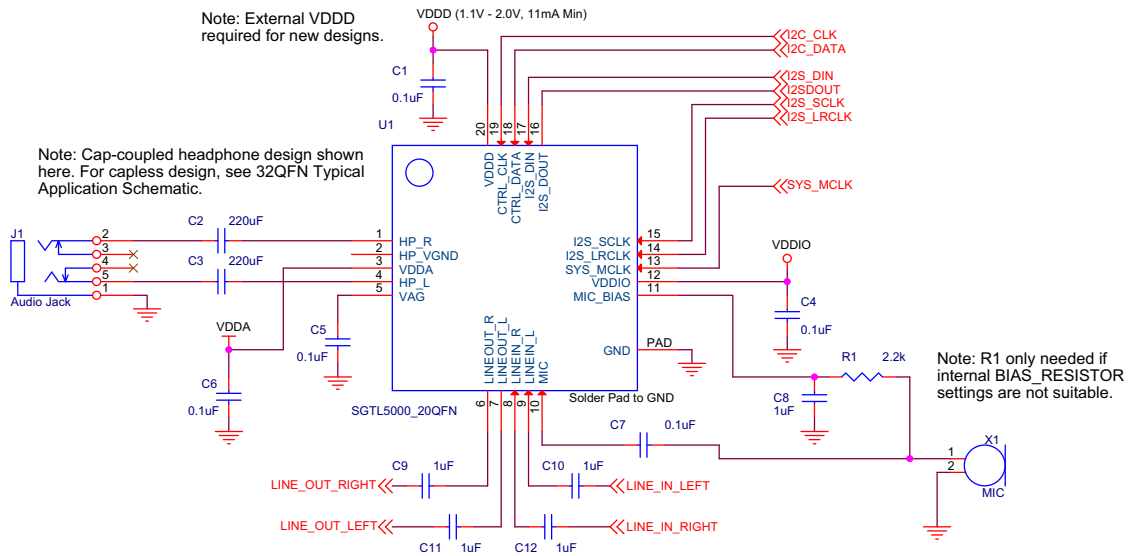 Note: External VDDD
required for new designs.
VDDD (1.1V - 2.0V, 11mA Min)
I2C_CLK
I2C_DATA
I2S_DIN
I2SDOUT
I2S_SCLK
I2S_LRCLK
SYS_MCLK
C1
0.1uF
U1
20
19
18
17
16
VDDD
CTRL_CLK
CTRL_DATA
I2S_DIN
I2S_DOUT
Note: Cap-coupled headphone design shown
here. For capless design, see 32QFN Typical
Application Schematic.
J1
2
3
4
5
1
Audio Jack
C2
220uF
C3
220uF
1
2
3
4
5
HP_R
HP_VGND
VDDA
HP_L
VAG
I2S_SCLK
I2S_LRCLK
SYS_MCLK
VDDIO
MIC_BIAS
15
14
13
12
11
VDDIO
C4
0.1uF
VDDA
C5
0.1uF
C6
0.1uF
LINEOUT_R
LINEOUT_L
LINEIN_R
LINEIN_L
MIC
GND
PAD
R1
2.2k
C8
1uF
Note: R1 only needed if
internal BIAS_RESISTOR
settings are not suitable.
SGTL5000_20QFN
Solder Pad to GND
6
7
8
9
10
C7
0.1uF
X1
1
2
MIC
C9
1uF
C10
1uF
LINE_OUT_RIGHT
LINE_IN_LEFT
LINE_OUT_LEFT
LINE_IN_RIGHT
C11
1uF
C12
1uF